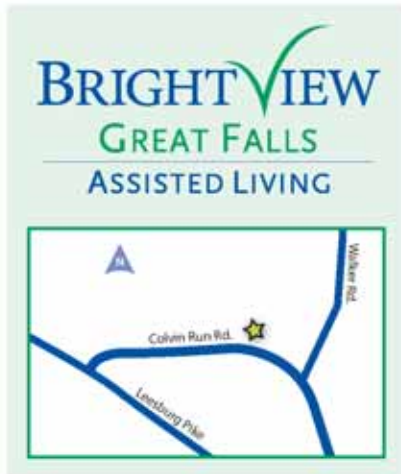 BRIGHTVIEW
GREAT FALLS
ASSISTED LIVING
N
Walker Rd.
Colvin Run Rd.
Leesburg Pike